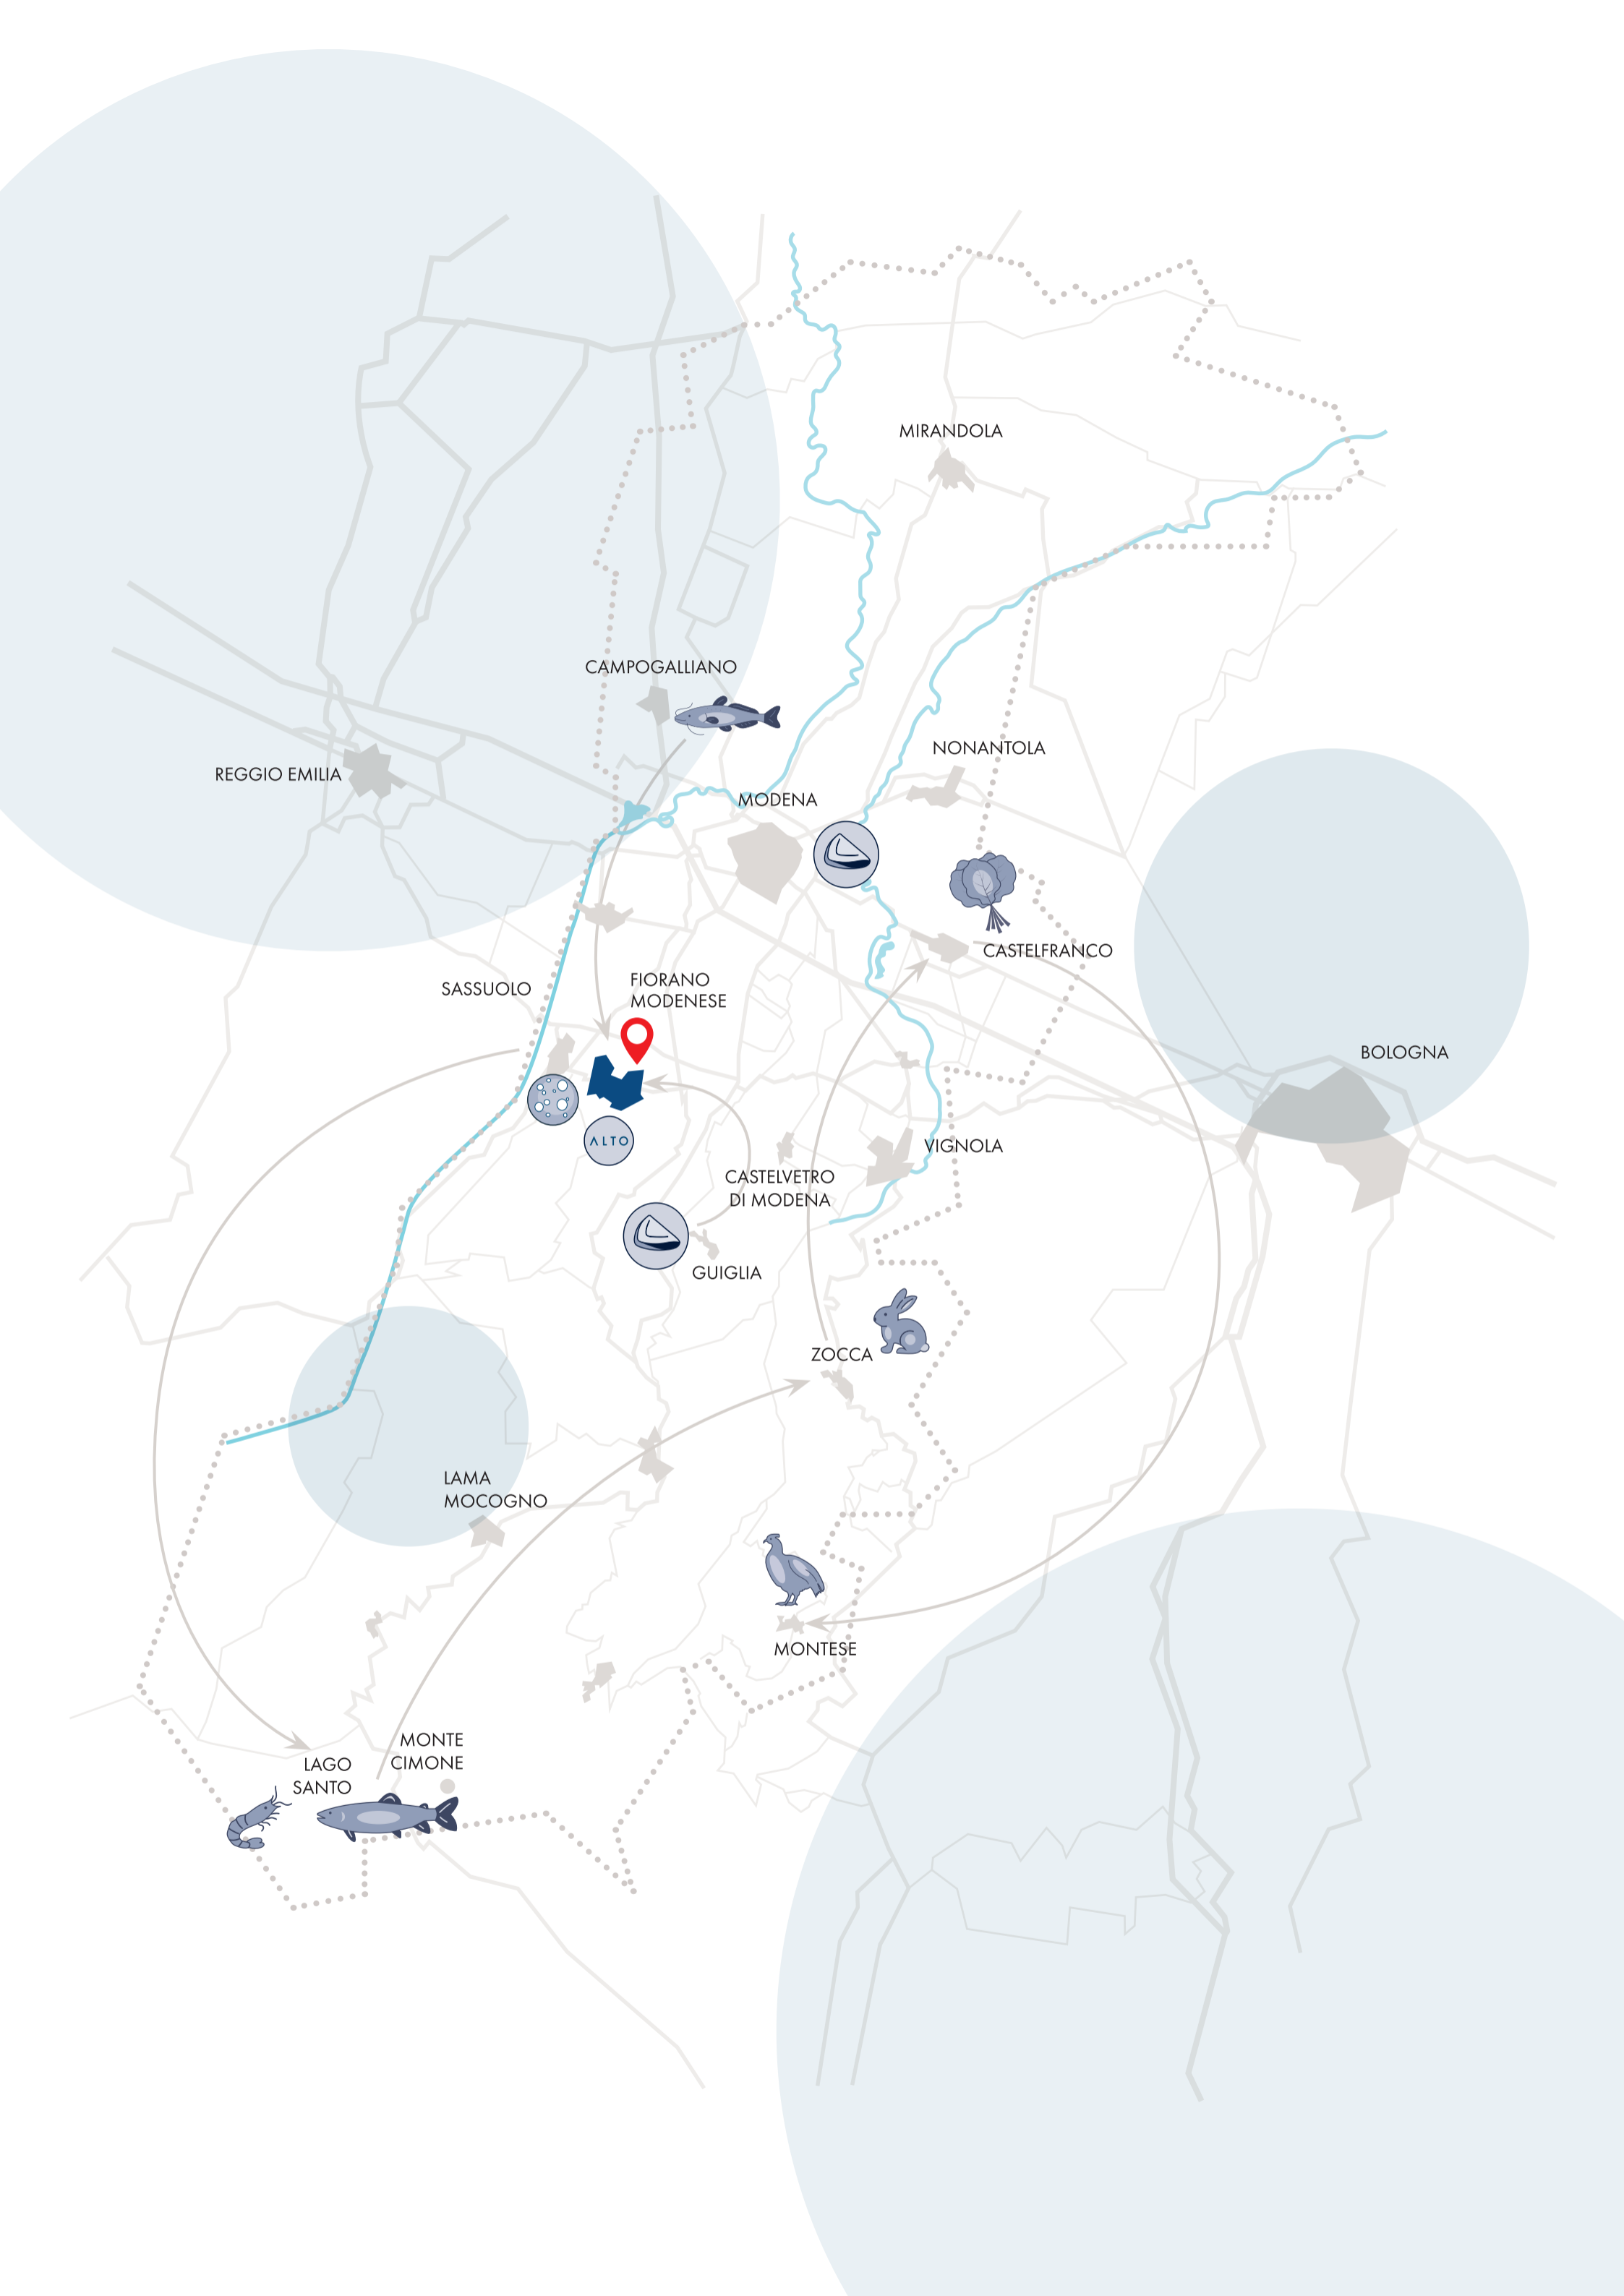 MIRANDOLA
CAMPOGALLIANO
NONANTOLA
REGGIO EMILIA
MODENA
CASTELFRANCO
FIORANO
MODENESE
SASSUOLO
BOLOGNA
ALTO
VIGNOLA
CASTELVETRO
DI MODENA
GUIGLIA
ZOCCA
LAMA
MOCOGNO
MONTESE
MONTE
CIMONE
LAGO
SANTO